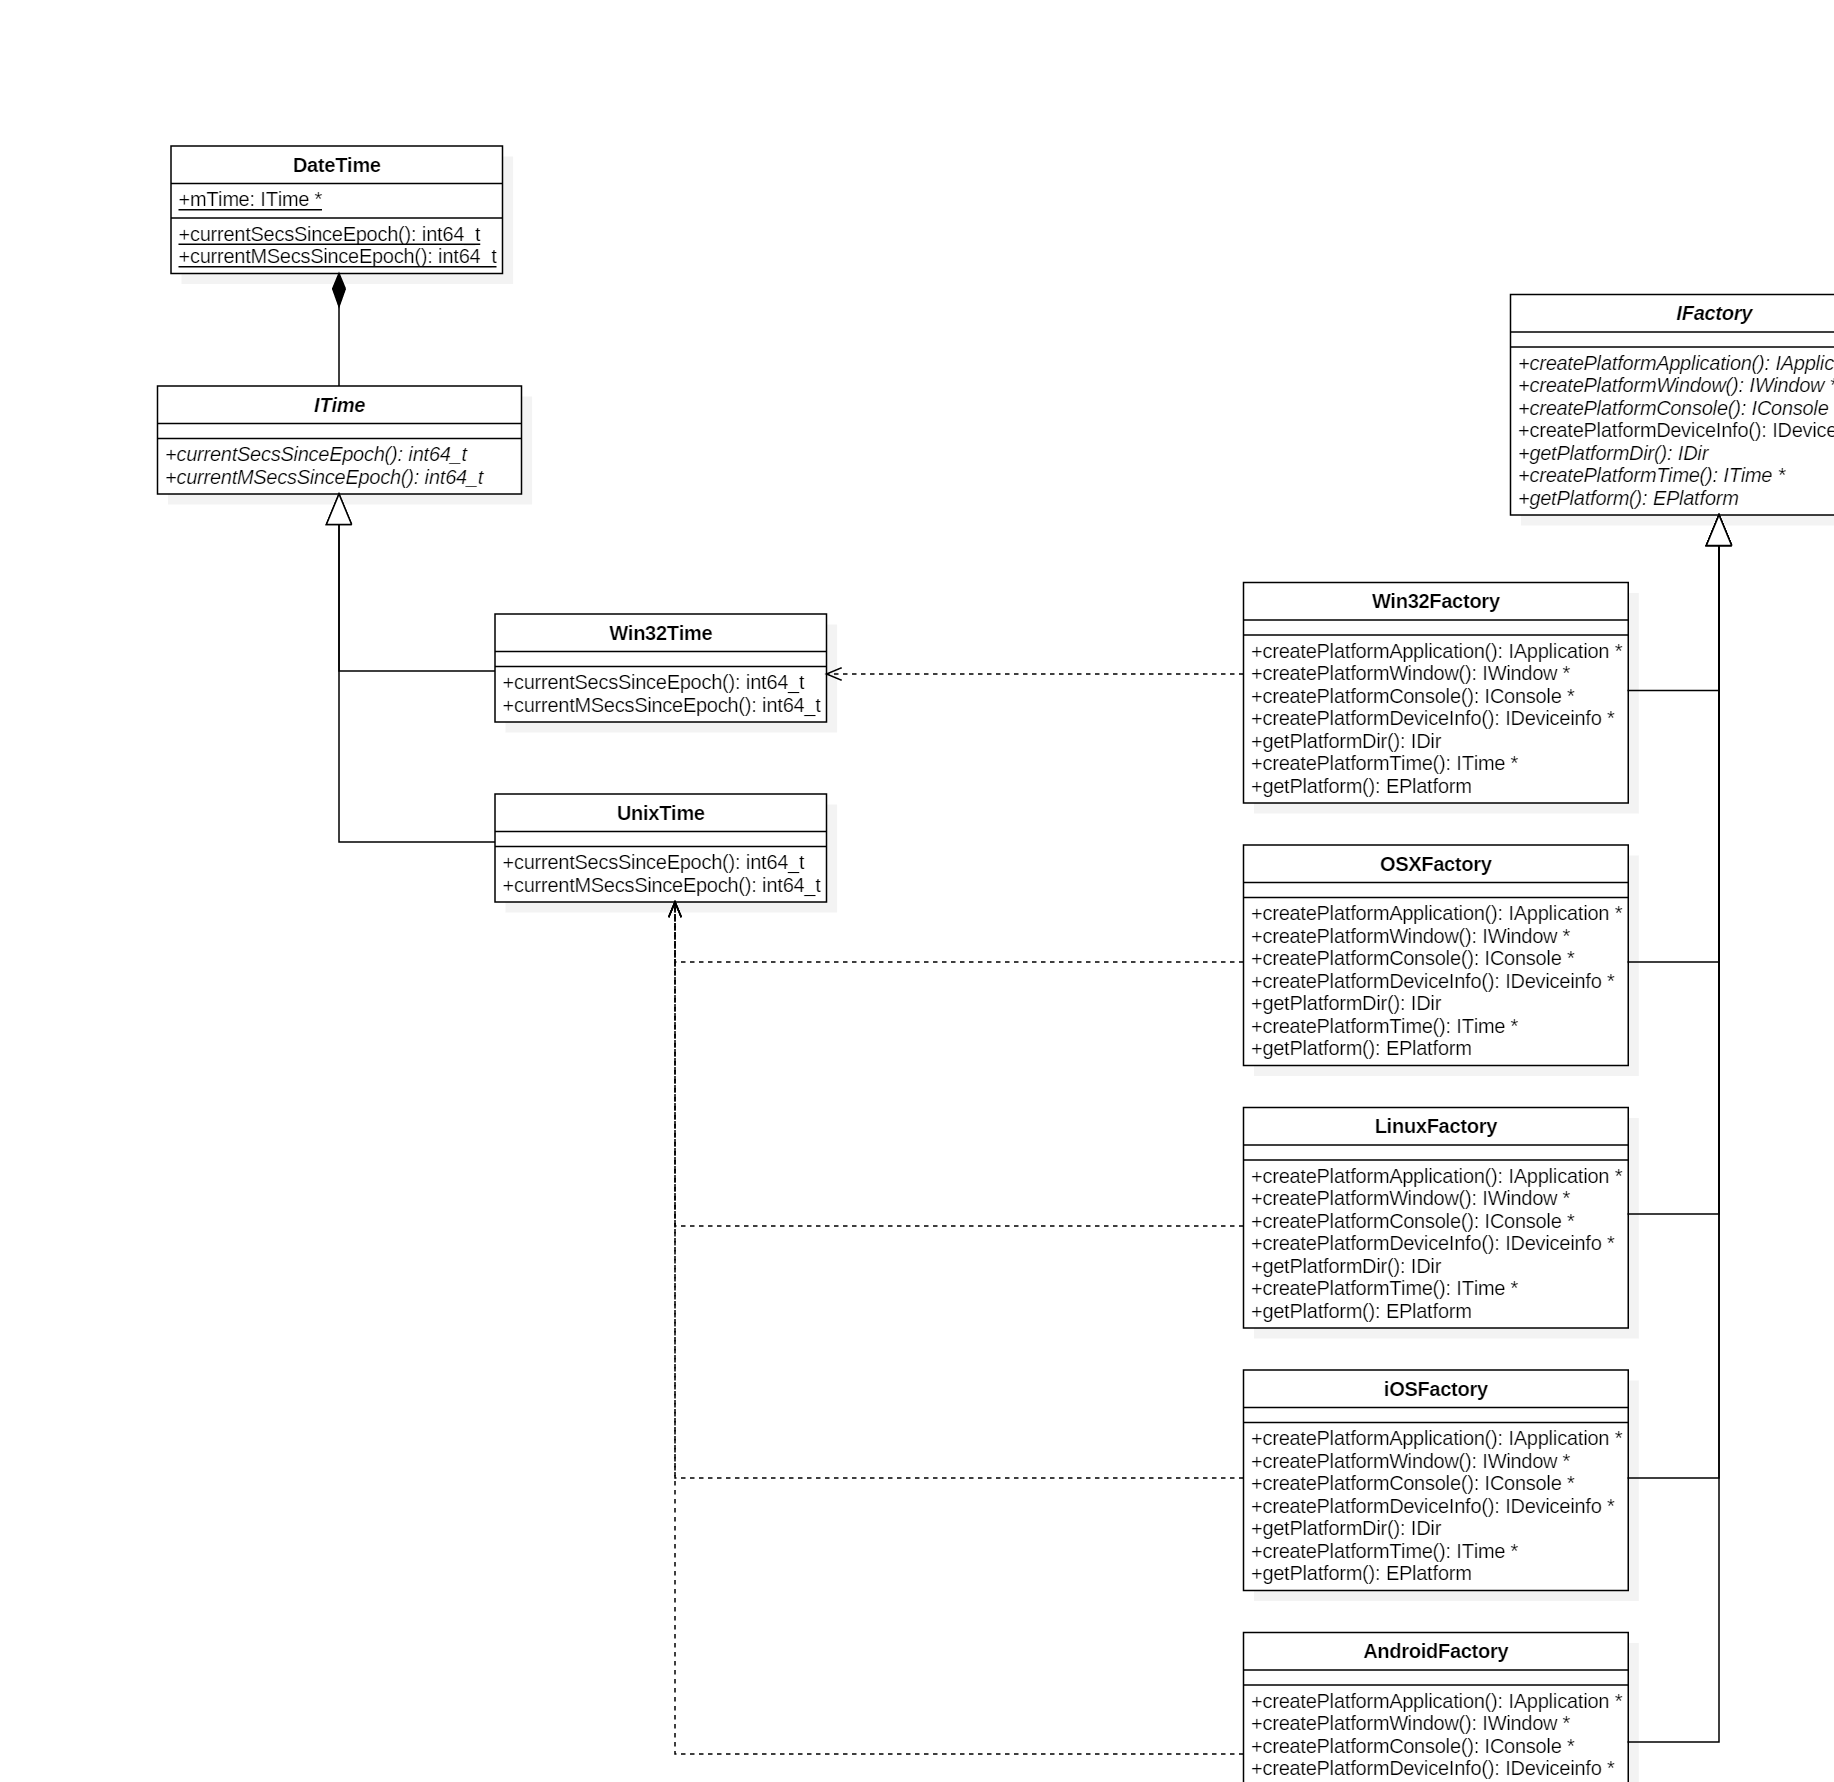 DateTime
+mTime: ITime *
+currentSecsSinceEpoch(): int64_t
+currentMSecsSinceEpoch(): int64_t
ITime
+currentSecsSinceEpoch(): int64_t
+currentMSecsSinceEpoch(): int64_t
Win32Time
+currentSecsSinceEpoch(): int64_t
+currentMSecsSinceEpoch(): int64_t
UnixTime
+currentSecsSinceEpoch(): int64_t
+currentMSecsSinceEpoch(): int64_t
IFactory
+createPlatformApplication(): IApplic
+createPlatformWindow(): IWindow *
+createPlatformConsole(): IConsole
+createPlatformDeviceInfo(): IDevice
+getPlatformDir(): IDir
+createPlatformTime(): ITime *
+getPlatform(): EPlatform
Win32Factory
+createPlatformApplication(): IApplication *
+createPlatformWindow(): IWindow *
+createPlatformConsole(): IConsole *
+createPlatformDeviceInfo(): IDeviceinfo *
+getPlatformDir(): IDir
+createPlatformTime(): ITime *
+getPlatform(): EPlatform
OSXFactory
+createPlatformApplication(): IApplication *
+createPlatformWindow(): IWindow *
+createPlatformConsole(): IConsole *
+createPlatformDeviceInfo(): IDeviceinfo *
+getPlatformDir(): IDir
+createPlatformTime(): ITime *
+getPlatform(): EPlatform
LinuxFactory
+createPlatformApplication(): IApplication *
+createPlatformWindow(): IWindow *
+createPlatformConsole(): IConsole *
+createPlatformDeviceInfo(): IDeviceinfo *
+getPlatformDir(): IDir
+createPlatformTime(): ITime *
+getPlatform(): EPlatform
iOSFactory
+createPlatformApplication(): IApplication *
+createPlatformWindow(): IWindow *
+createPlatformConsole(): IConsole *
+createPlatformDeviceInfo(): IDeviceinfo *
+getPlatformDir(): IDir
+createPlatformTime(): ITime *
+getPlatform(): EPlatform
AndroidFactory
+createPlatformApplication(): IApplication *
+createPlatformWindow(): IWindow *
+createPlatformConsole(): IConsole *
+createPlatformDeviceInfo(): IDeviceinfo *